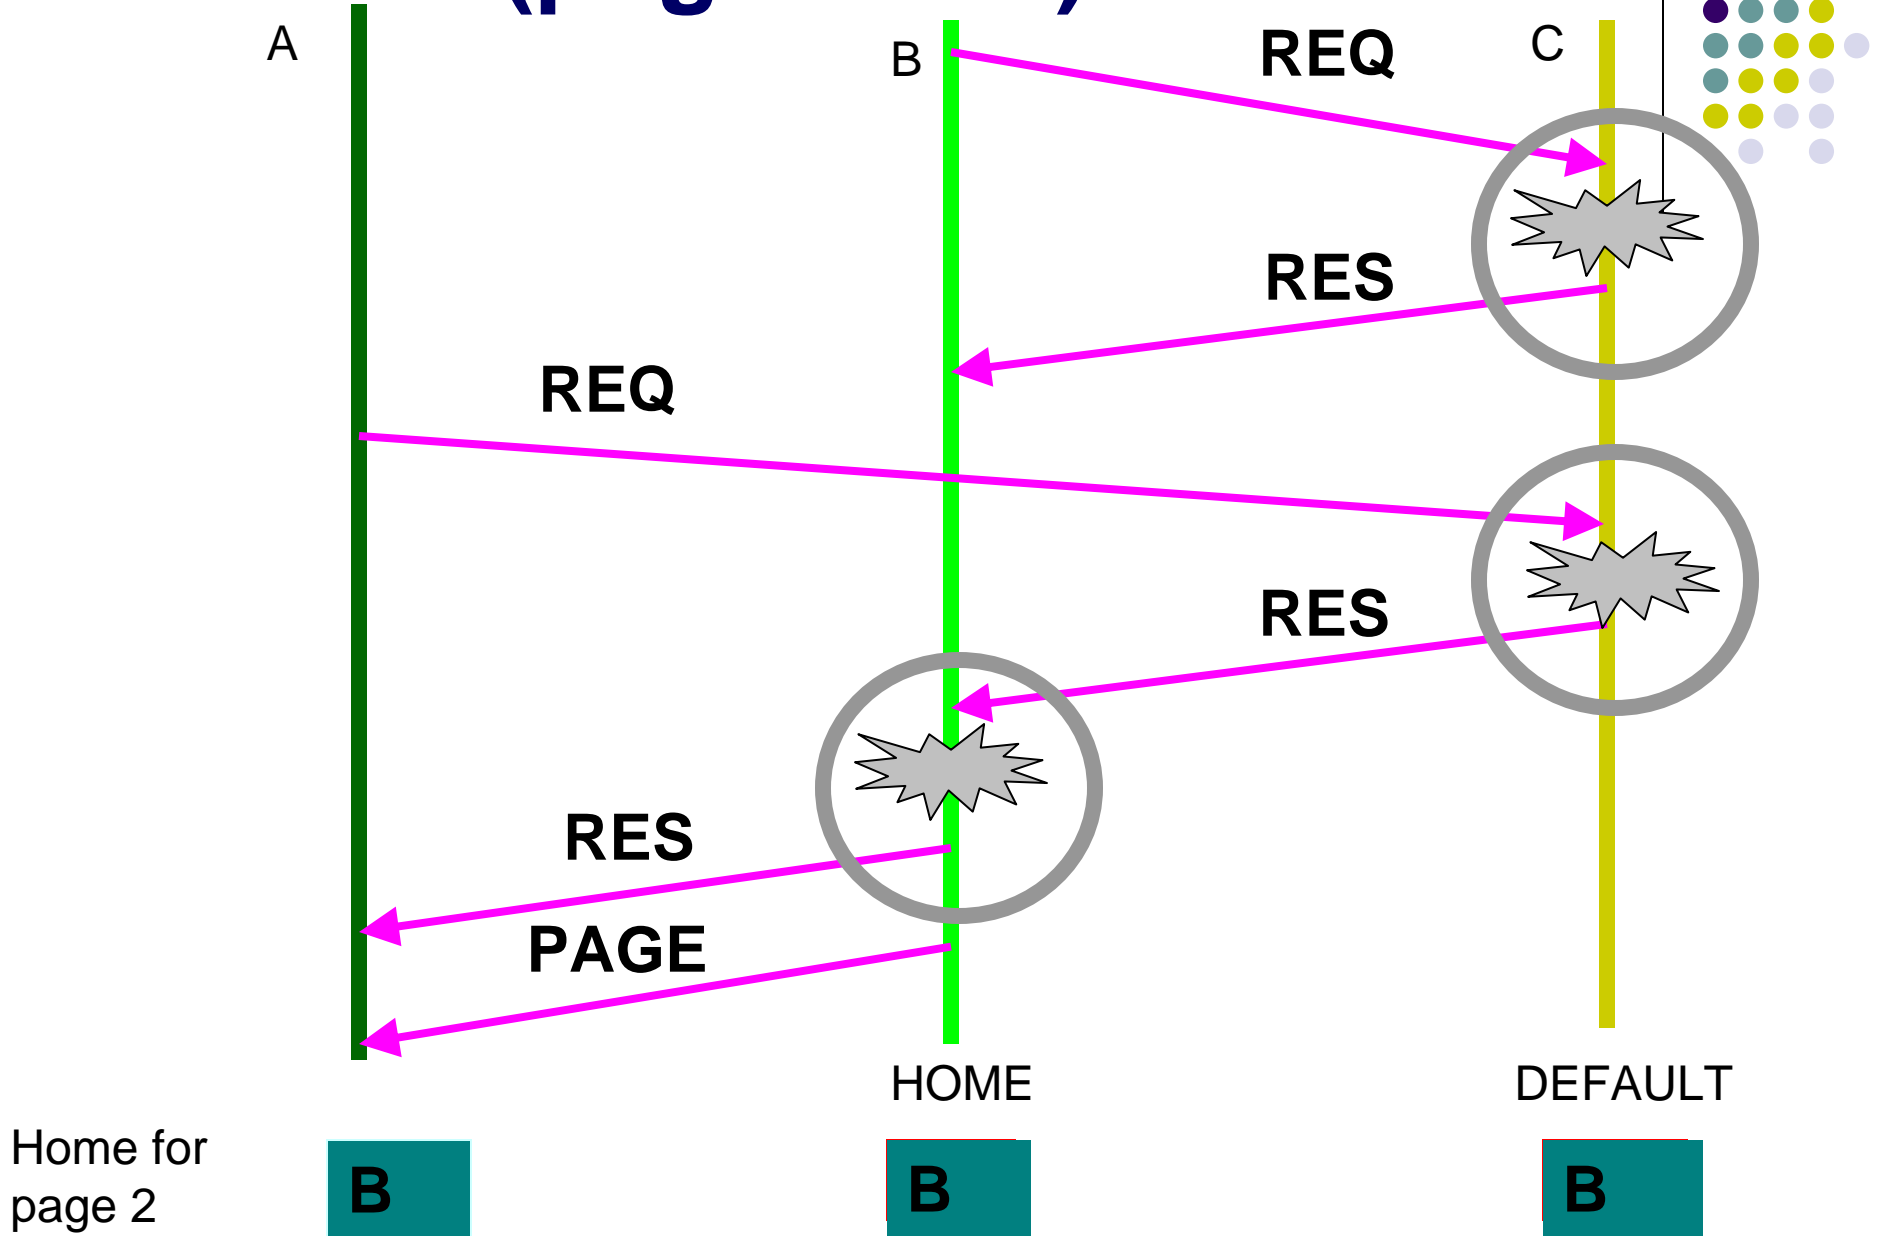 A
B
REQ
C
RES
REQ
RES
RES
PAGE
HOME
DEFAULT
Home for
page 2
B
B
B